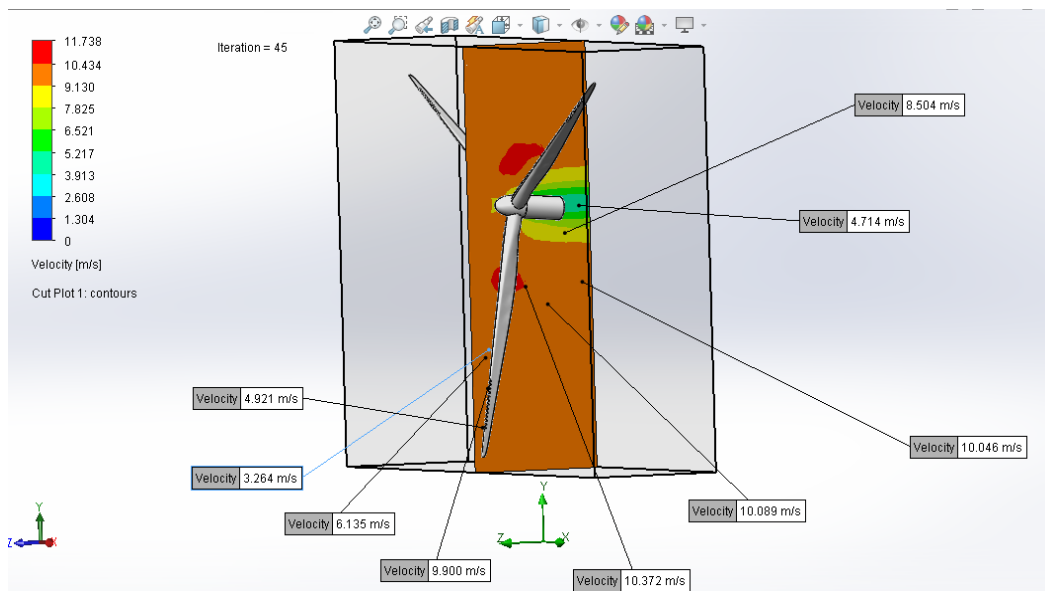 11.738
10.434
9.130
7.825
6.521
5.217
3.913
2.608
1.304
0
Velocity [m/s]
Cut Plot 1: contours
Iteration = 45
Velocity 8.504 m/s
Velocity 4.714 m/s
Velocity 4.921 m/s
Velocity 10.046 m/s
Velocity 3.264 m/s
Velocity 10.089 m/s
Velocity 6.135 m/s
Velocity 9.900 m/s
Velocity 10.372 m/s
Y
Z
X
Y
Z
X